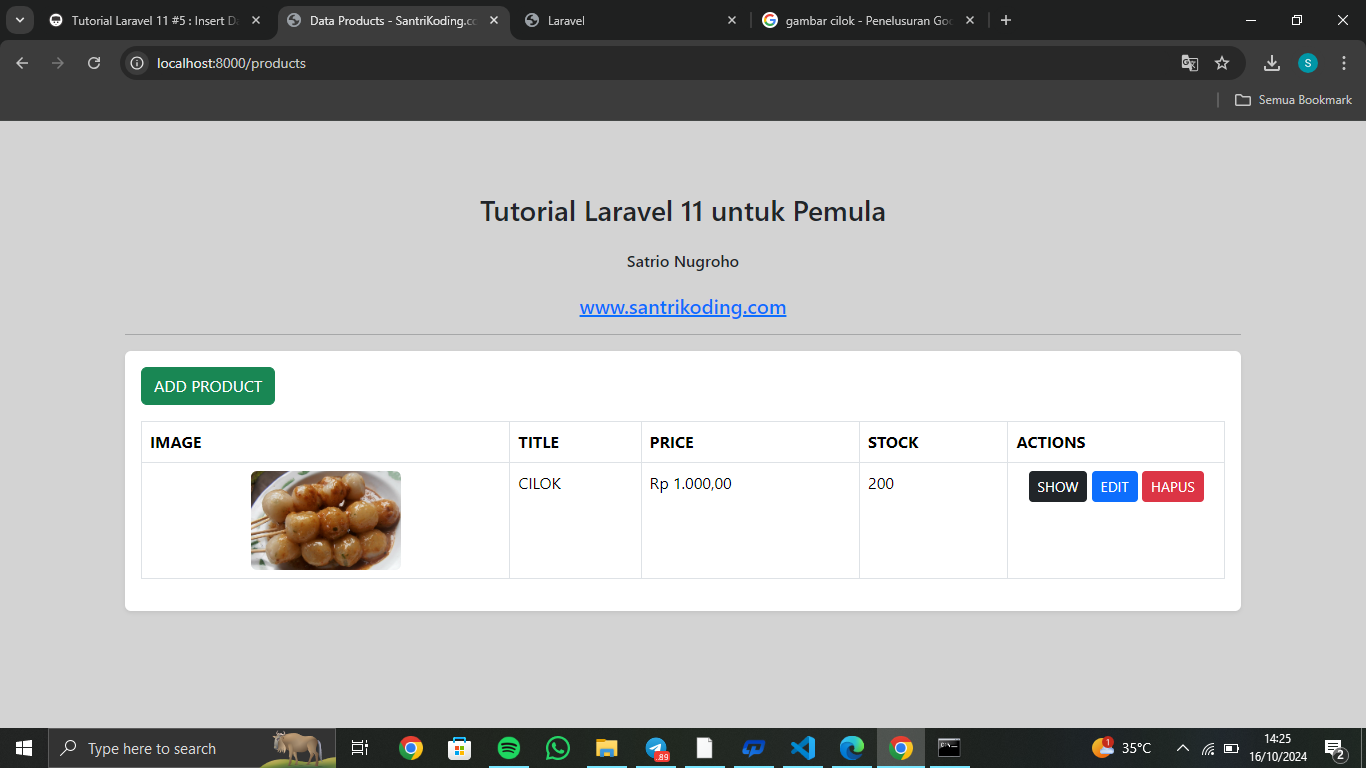 Tutorial Laravel 11 #5 : Insert Da
Data Products - SantriKoding.co
Laravel
gambar cilok - Penelusuran Goo
localhost:8000/products
S
Semua Bookmark
Tutorial Laravel 11 untuk Pemula
Satrio Nugroho
www.santrikoding.com
ADD PRODUCT
IMAGE TITLE PRICE STOCK ACTIONS
CILOK Rp 1.000,00 200 SHOW EDIT HAPUS
Type here to search
89
1
35°C
14:25
16/10/2024
2